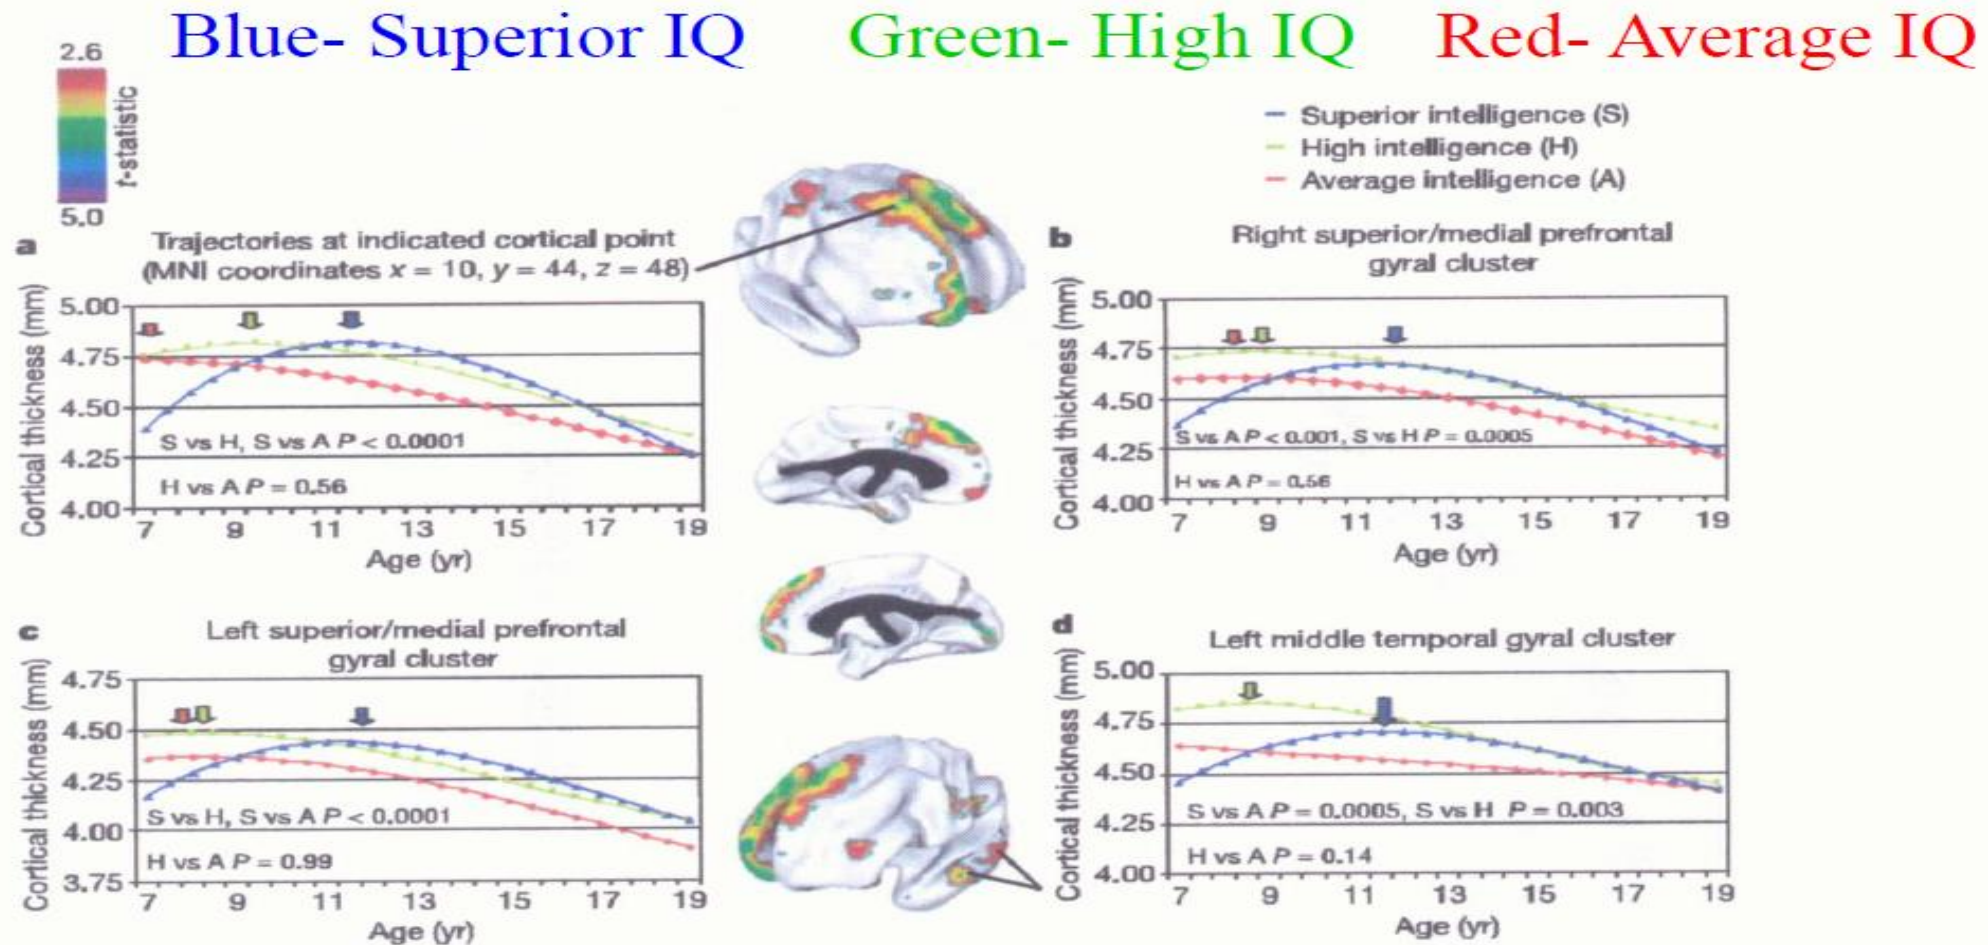 Blue- Superior IQ Green- High IQ Red- Average IQ
2.6
t-statistic
5.0
Superior intelligence (S)
High intelligence (H)
Average intelligence (A)
a
Trajectories at indicated cortical point
(MNI coordinates x = 10, y = 44, z = 48)
Cortical thickness (mm)
5.00
4.75
4.50
4.25
4.00
S vs H, S vs A P < 0.0001
H vs A P = 0.56
7 9 11 13 15 17 19
Age (yr)
b
Right superior/medial prefrontal
gyral cluster
Cortical thickness (mm)
5.00
4.75
4.50
4.25
4.00
S vs A P < 0.001, S vs H P = 0.0005
H vs A P = 0.56
7 9 11 13 15 17 19
Age (yr)
c
Left superior/medial prefrontal
gyral cluster
Cortical thickness (mm)
4.75
4.50
4.25
4.00
3.75
S vs H, S vs A P < 0.0001
H vs A P = 0.99
7 9 11 13 15 17 19
Age (yr)
d
Left middle temporal gyral cluster
Cortical thickness (mm)
5.00
4.75
4.50
4.25
4.00
S vs A P = 0.0005, S vs H P = 0.003
H vs A P = 0.14
7 9 11 13 15 17 19
Age (yr)